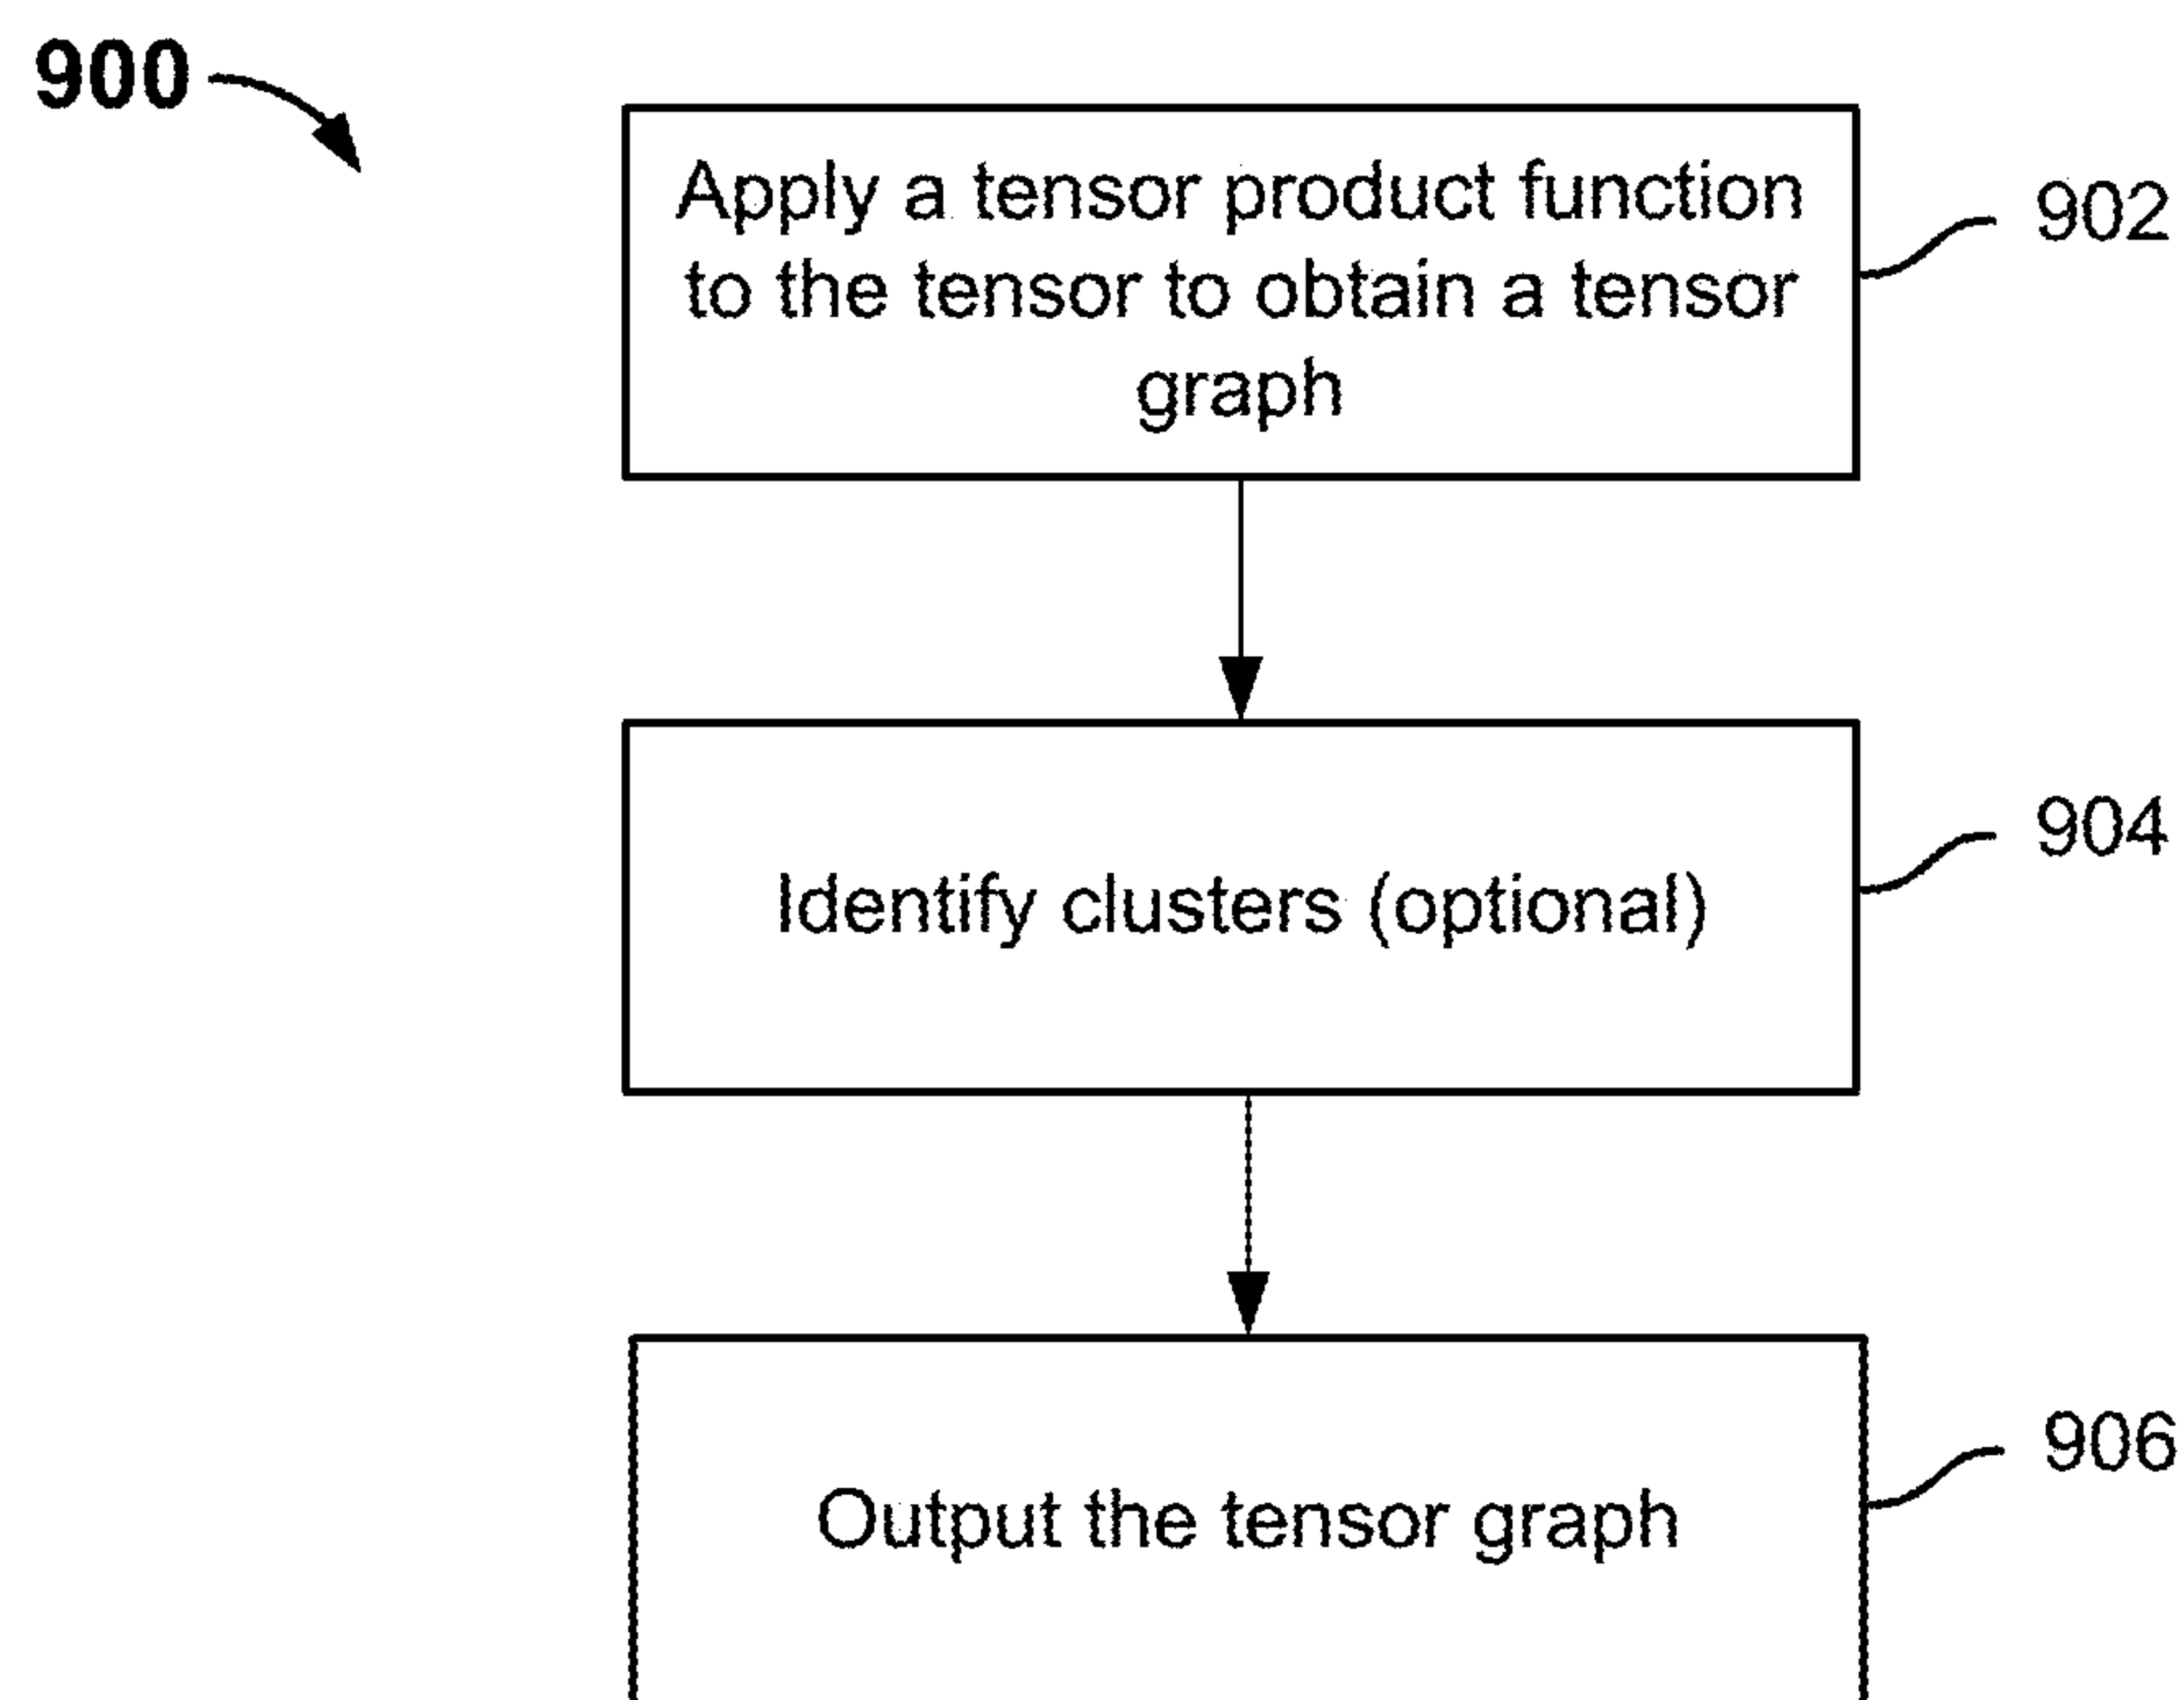 900
Apply a tensor product function
to the tensor to obtain a tensor
graph
902
Identify clusters (optional)
904
Output the tensor graph
906